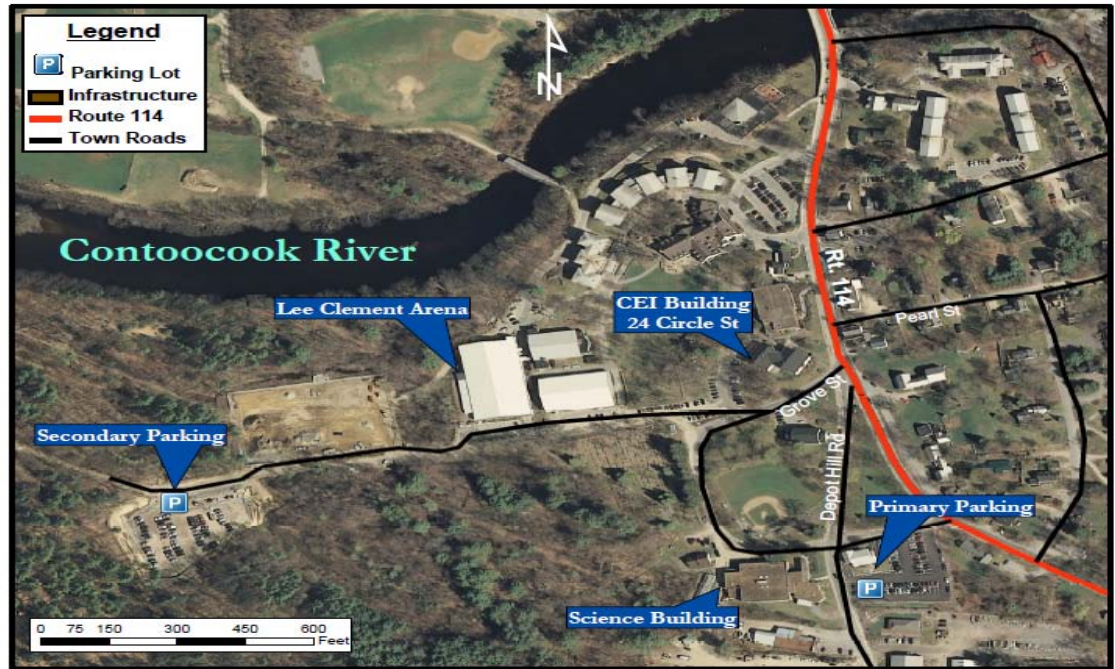 Legend
P
Parking Lot
Infrastructure
Route 114
Town Roads
N
Contoocook River
Lee Clement Arena
CEI Building
24 Circle St
Rt. 114
Pearl St
Grove St
Secondary Parking
P
Depot Hill Rd
Primary Parking
P
Science Building
0 75 150 300 450 600
Feet